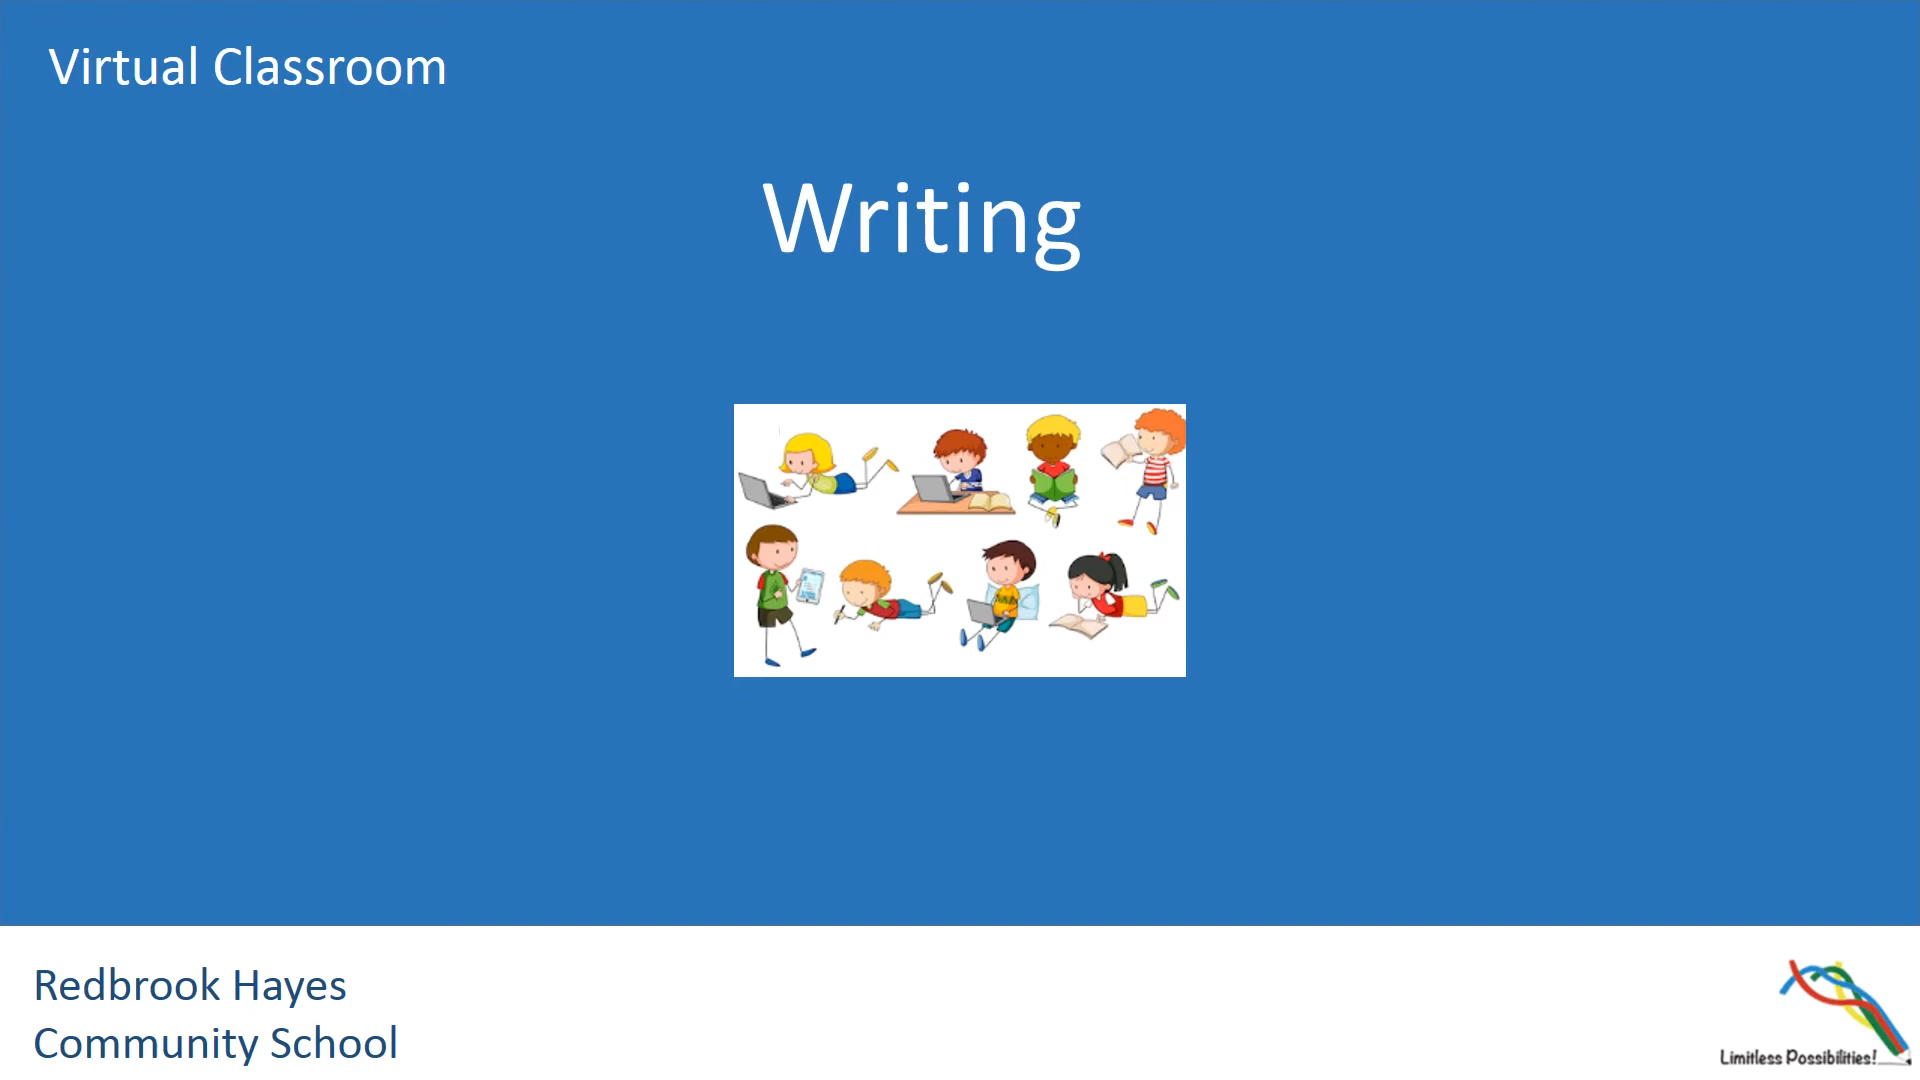 Virtual Classroom
Writing
Redbrook Hayes
Community School
Limitless Possibilities!